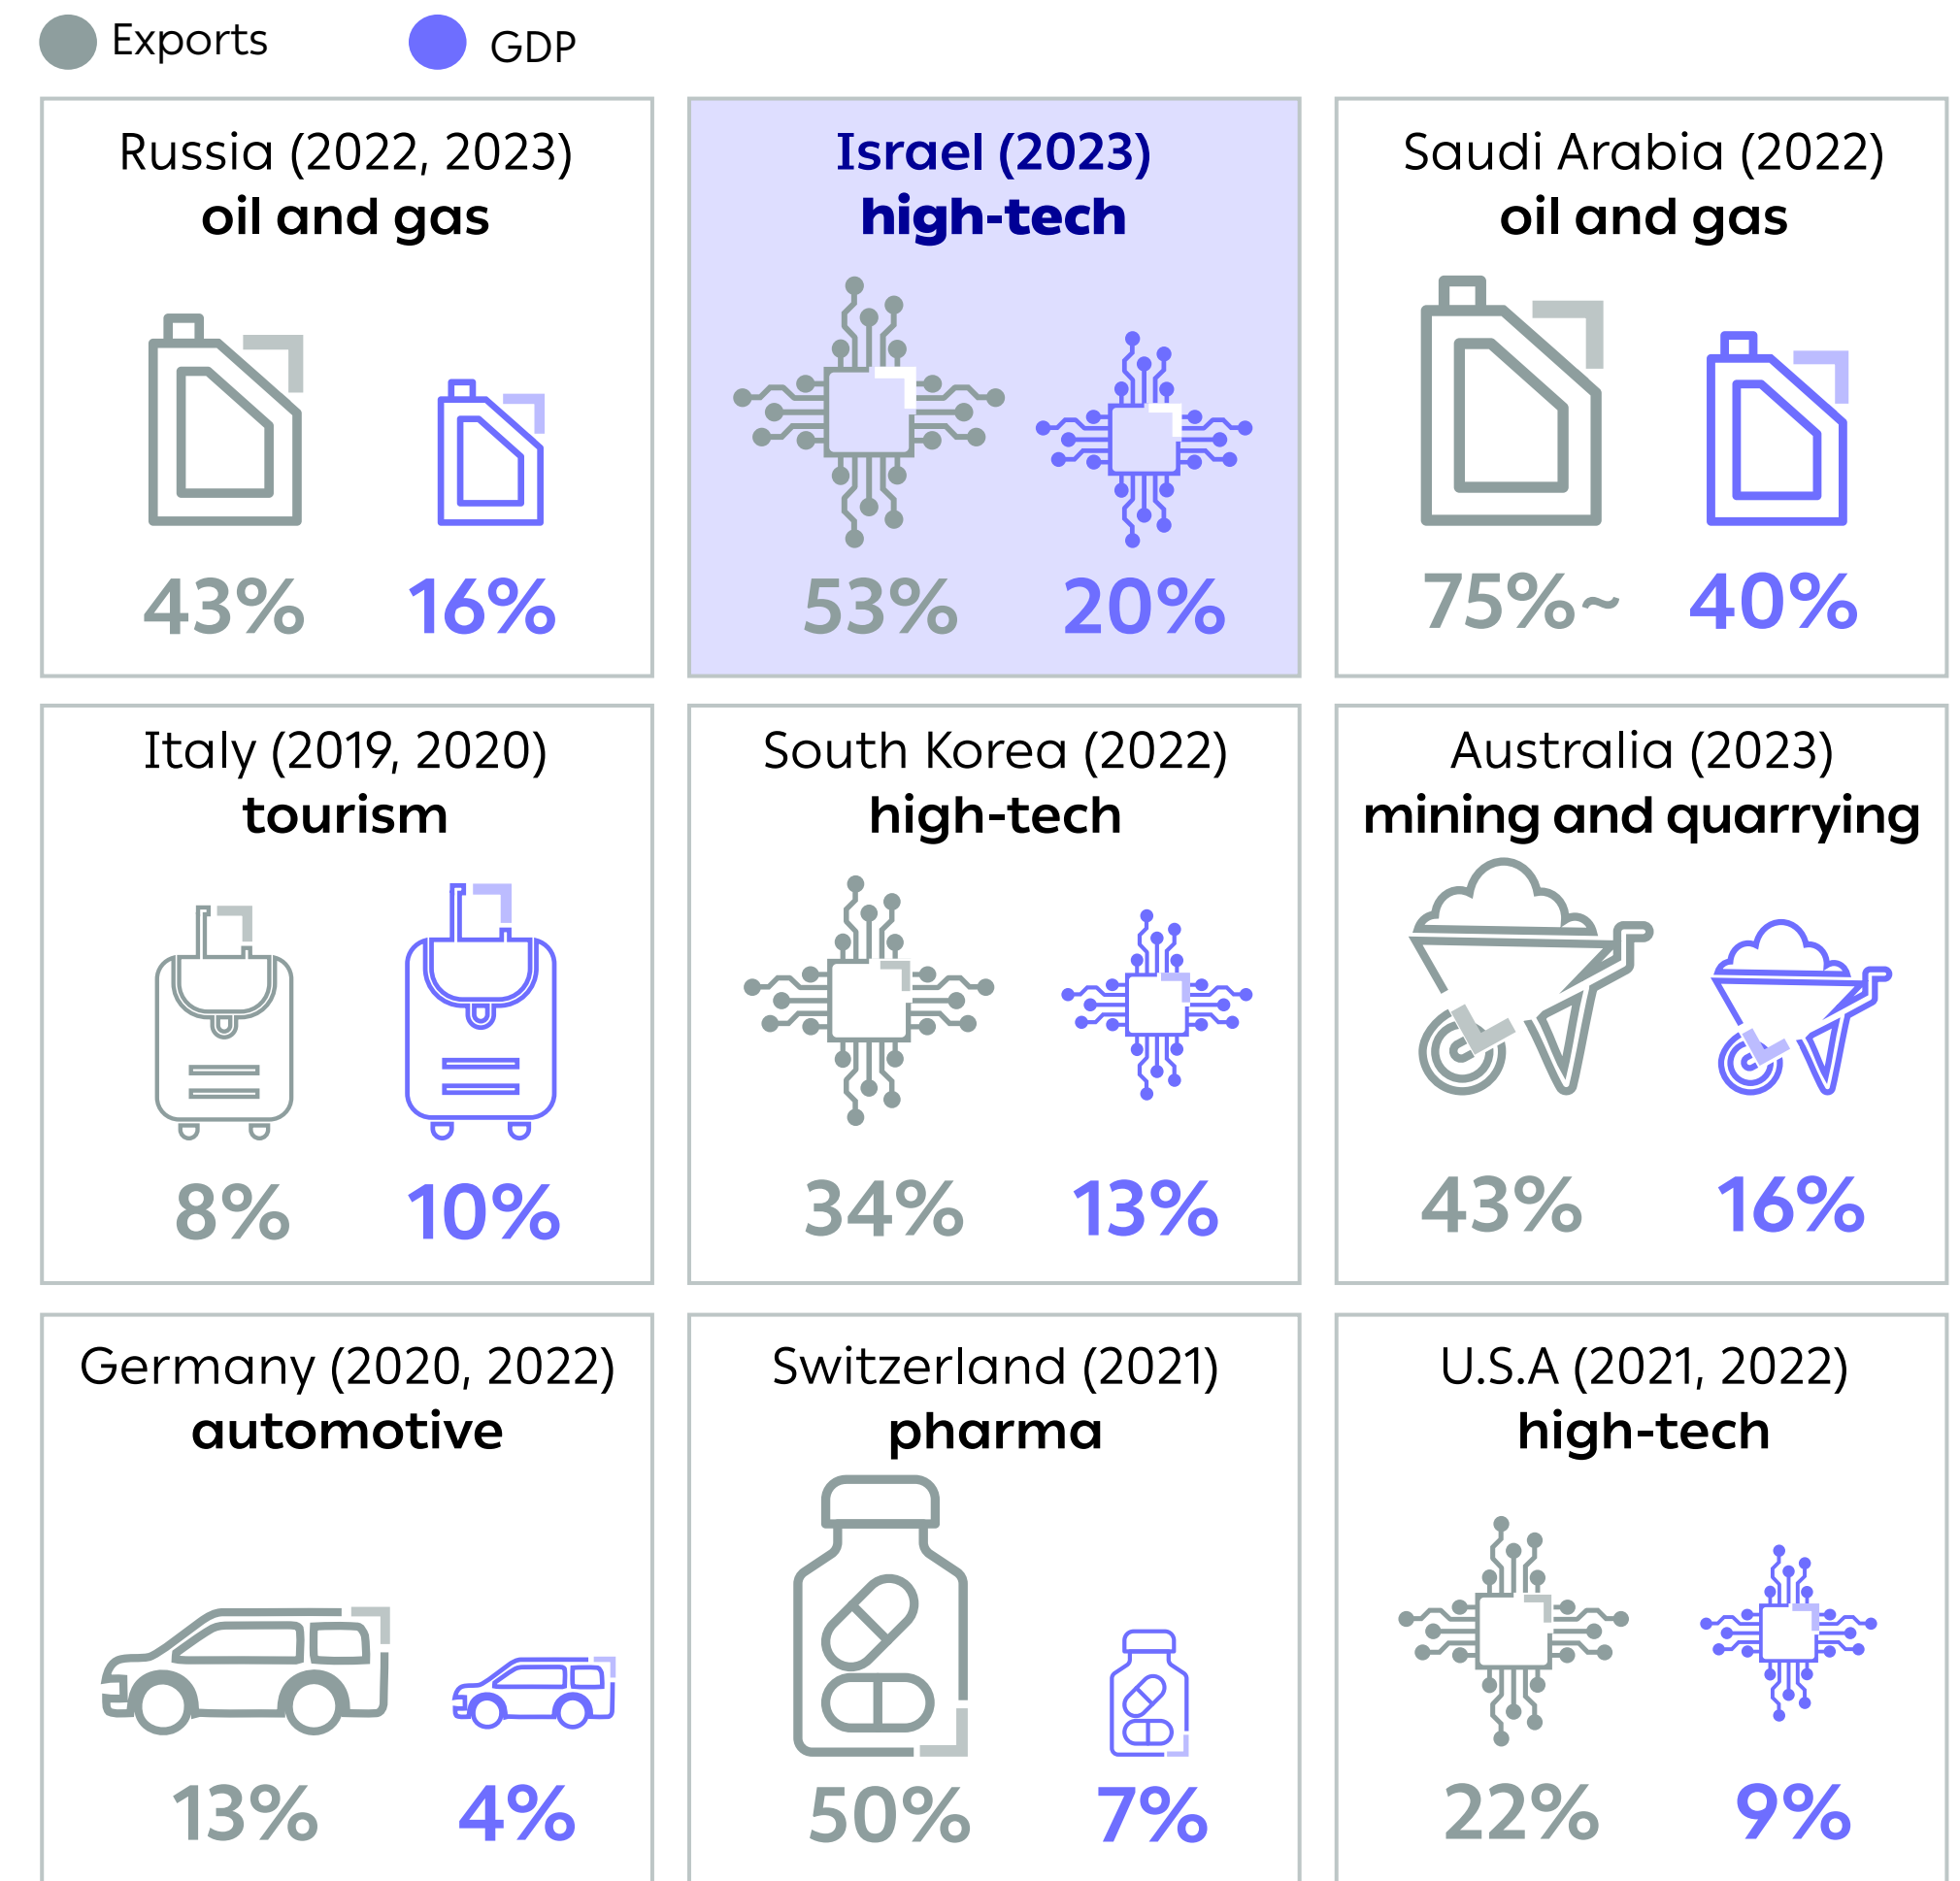 Exports
GDP
Russia (2022, 2023)
oil and gas
43%
16%
Israel (2023)
high-tech
53%
20%
Saudi Arabia (2022)
oil and gas
75%~
40%
Italy (2019, 2020)
tourism
8%
10%
South Korea (2022)
high-tech
34%
13%
Australia (2023)
mining and quarrying
43%
16%
Germany (2020, 2022)
automotive
13%
4%
Switzerland (2021)
pharma
50%
7%
U.S.A (2021, 2022)
high-tech
22%
9%